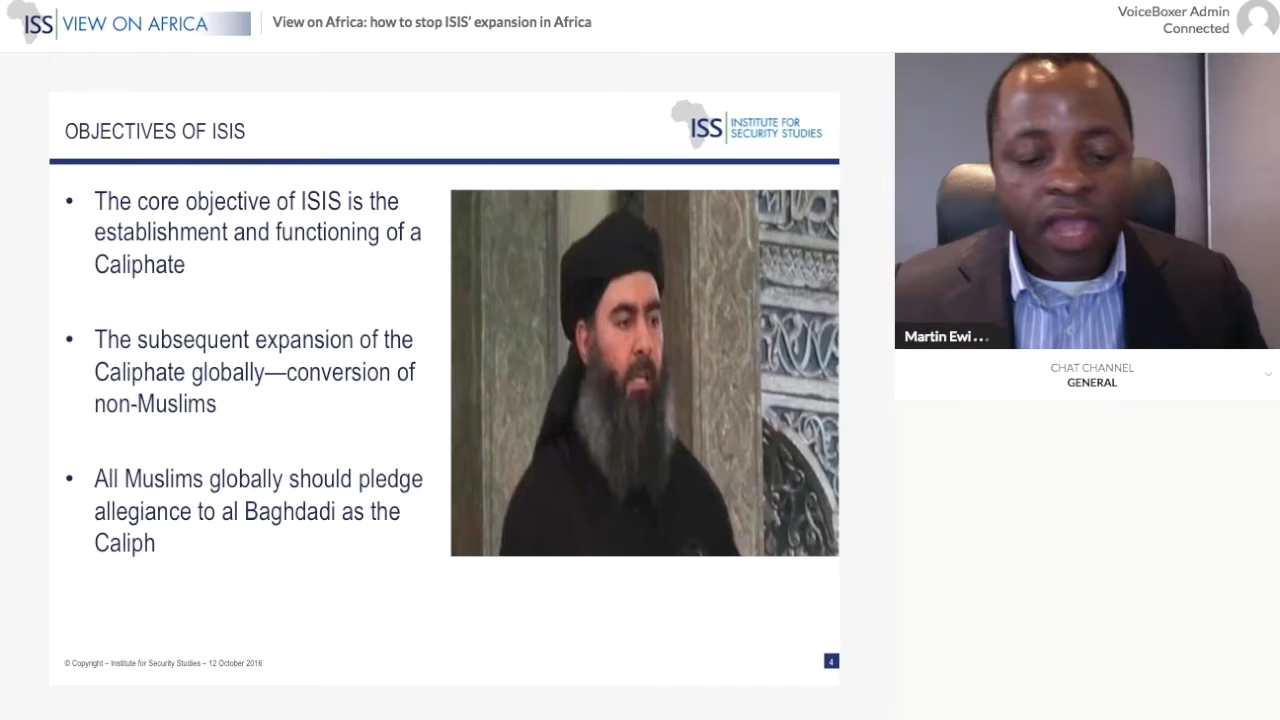 ISS VIEW ON AFRICA
View on Africa: how to stop ISIS' expansion in Africa
VoiceBoxer Admin
Connected
OBJECTIVES OF ISIS
ISS INSTITUTE FOR
SECURITY STUDIES
• The core objective of ISIS is the
establishment and functioning of a
Caliphate
• The subsequent expansion of the
Caliphate globally—conversion of
non-Muslims
• All Muslims globally should pledge
allegiance to al Baghdadi as the
Caliph
© Copyright – Institute for Security Studies – 12 October 2016
4
Martin Ewi...
CHAT CHANNEL
GENERAL